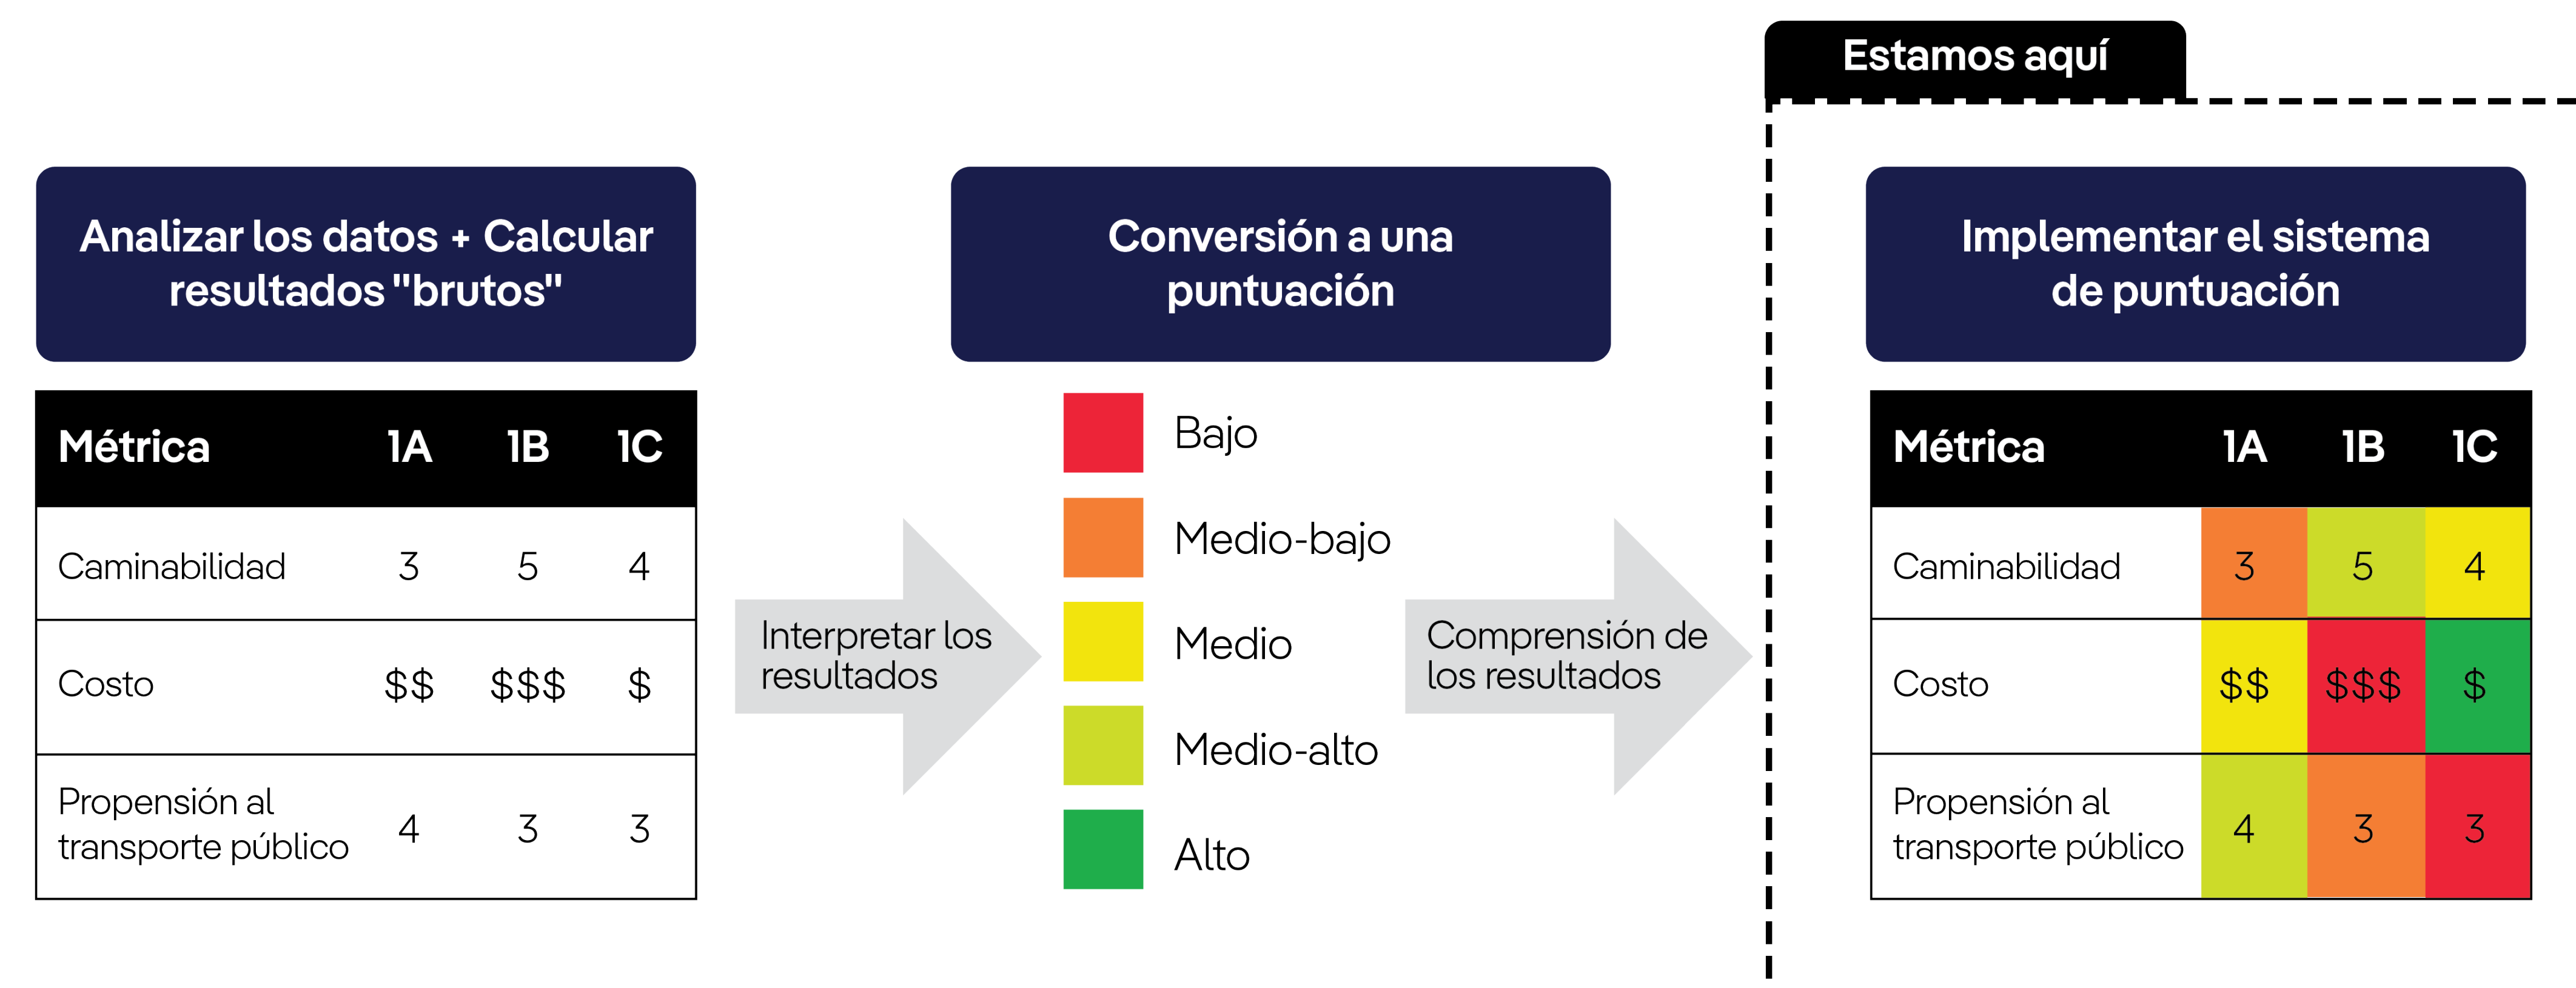 Estamos aquí
Analizar los datos + Calcular
resultados "brutos"
Métrica 1A 1B 1C
Caminabilidad 3 5 4
Costo $$ $$$ $
Propensión al
transporte público 4 3 3
Interpretar los
resultados
Conversión a una
puntuación
Bajo
Medio-bajo
Medio
Medio-alto
Alto
Comprensión de
los resultados
Implementar el sistema
de puntuación
Métrica 1A 1B 1C
Caminabilidad 3 5 4
Costo $$ $$$ $
Propensión al
transporte público 4 3 3